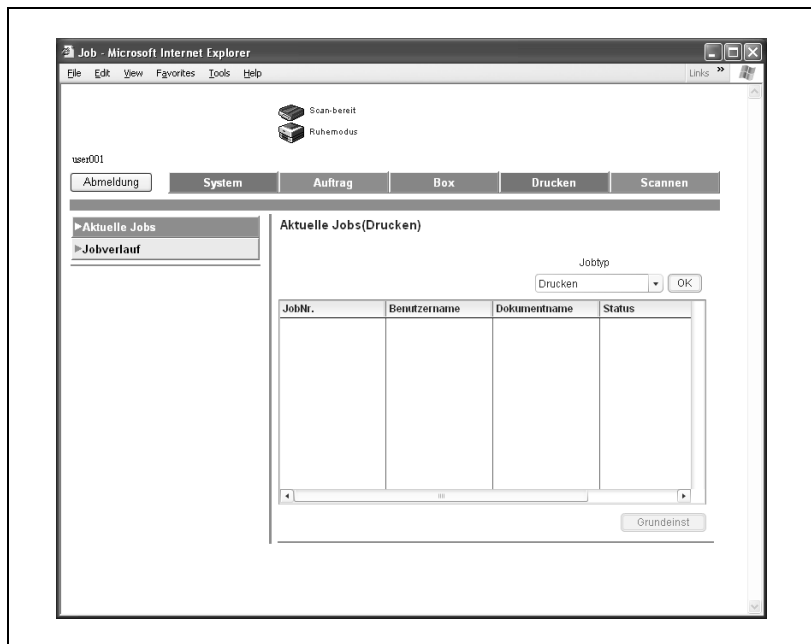 Job - Microsoft Internet Explorer
File Edit View Favorites Tools Help Links »
Scan-bereit
Ruhemodus
user001
Abmeldung System Auftrag Box Drucken Scannen
Aktuelle Jobs
Jobverlauf
Aktuelle Jobs(Drucken)
Jobtyp
Drucken OK
JobNr. Benutzername Dokumentname Status
Grundeinst